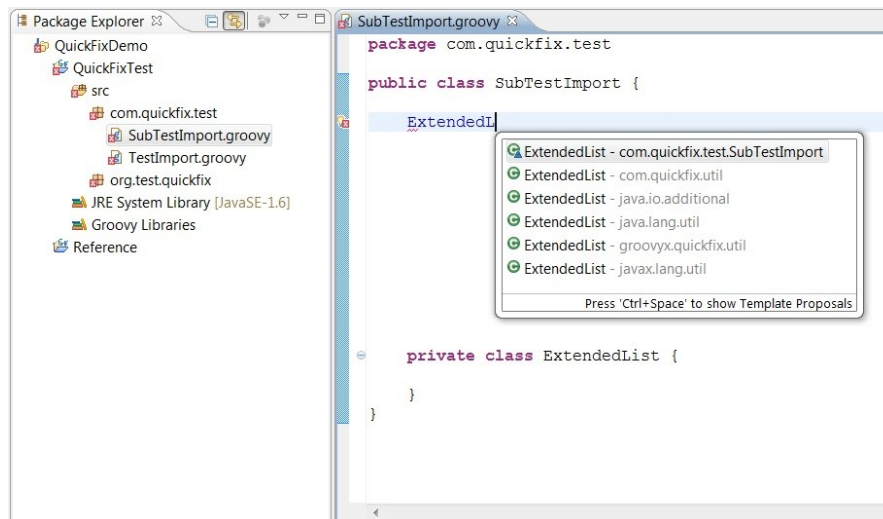 Package Explorer
QuickFixDemo
QuickFixTest
src
com.quickfix.test
SubTestImport.groovy
TestImport.groovy
org.test.quickfix
JRE System Library [JavaSE-1.6]
Groovy Libraries
Reference
SubTestImport.groovy
package com.quickfix.test
public class SubTestImport {
ExtendedL
ExtendedList - com.quickfix.test.SubTestImport
ExtendedList - com.quickfix.util
ExtendedList - java.io.additional
ExtendedList - java.lang.util
ExtendedList - groovyx.quickfix.util
ExtendedList - javax.lang.util
Press 'Ctrl+Space' to show Template Proposals
private class ExtendedList {
}
}